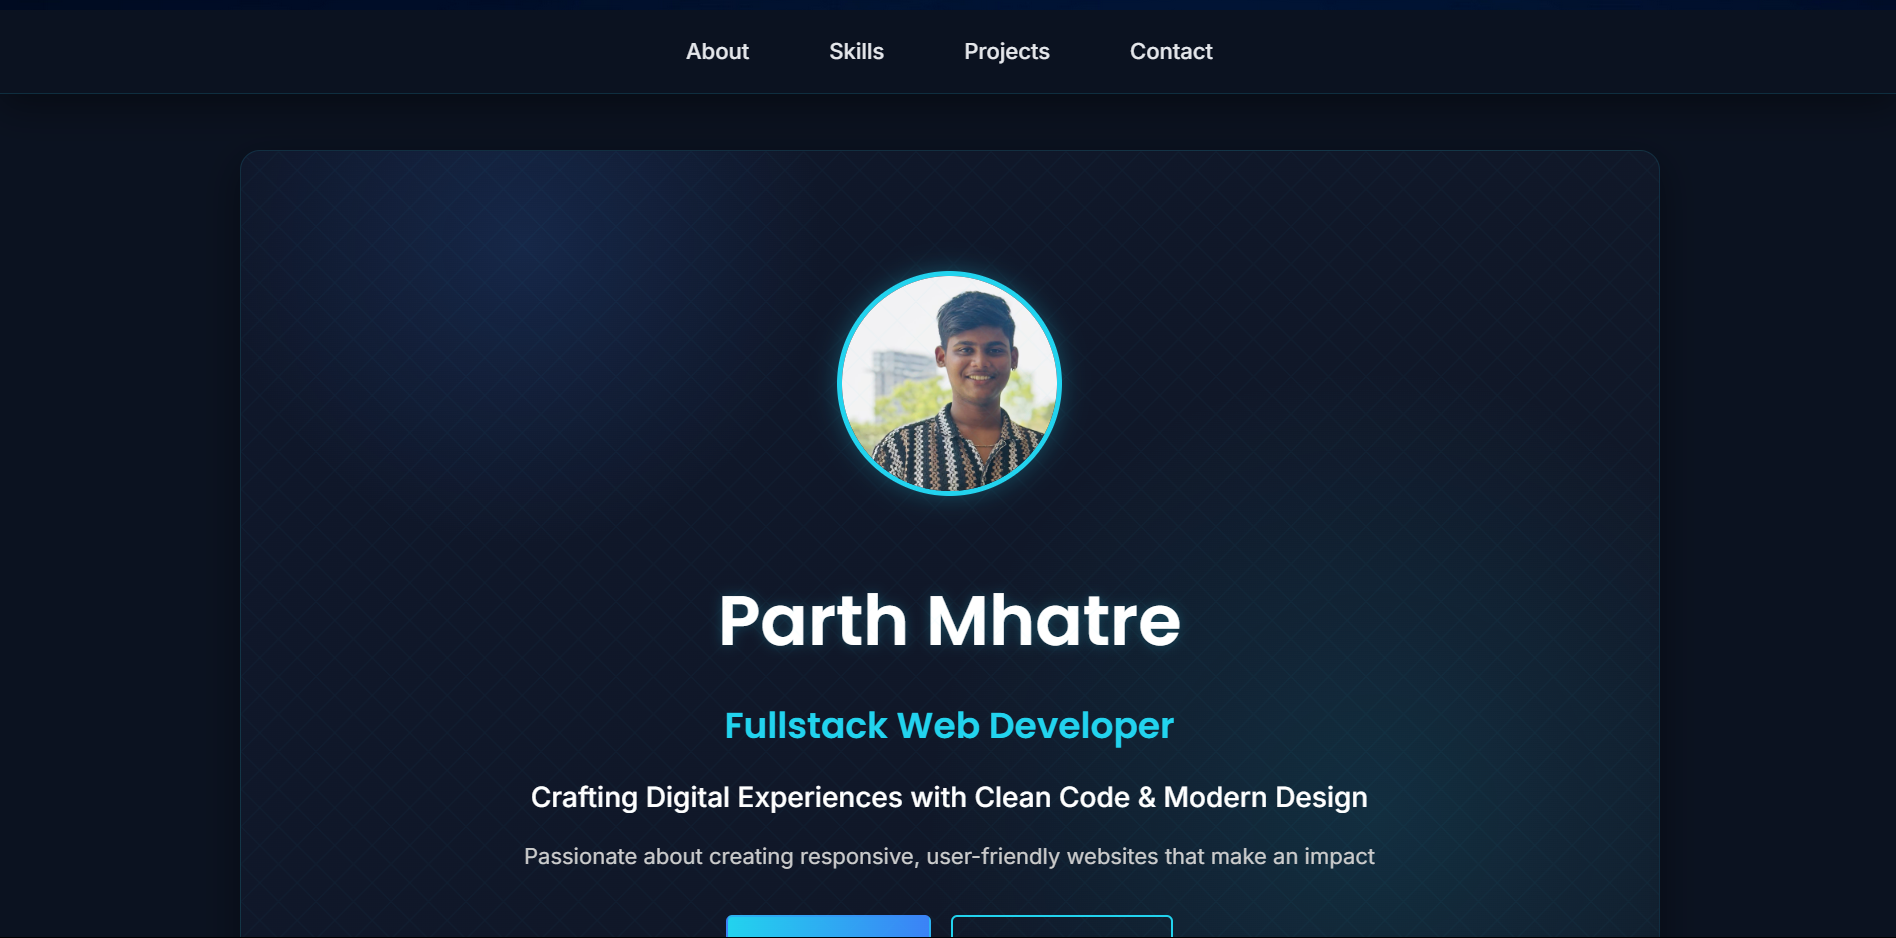 About Skills Projects Contact
Parth Mhatre
Fullstack Web Developer
Crafting Digital Experiences with Clean Code & Modern Design
Passionate about creating responsive, user-friendly websites that make an impact